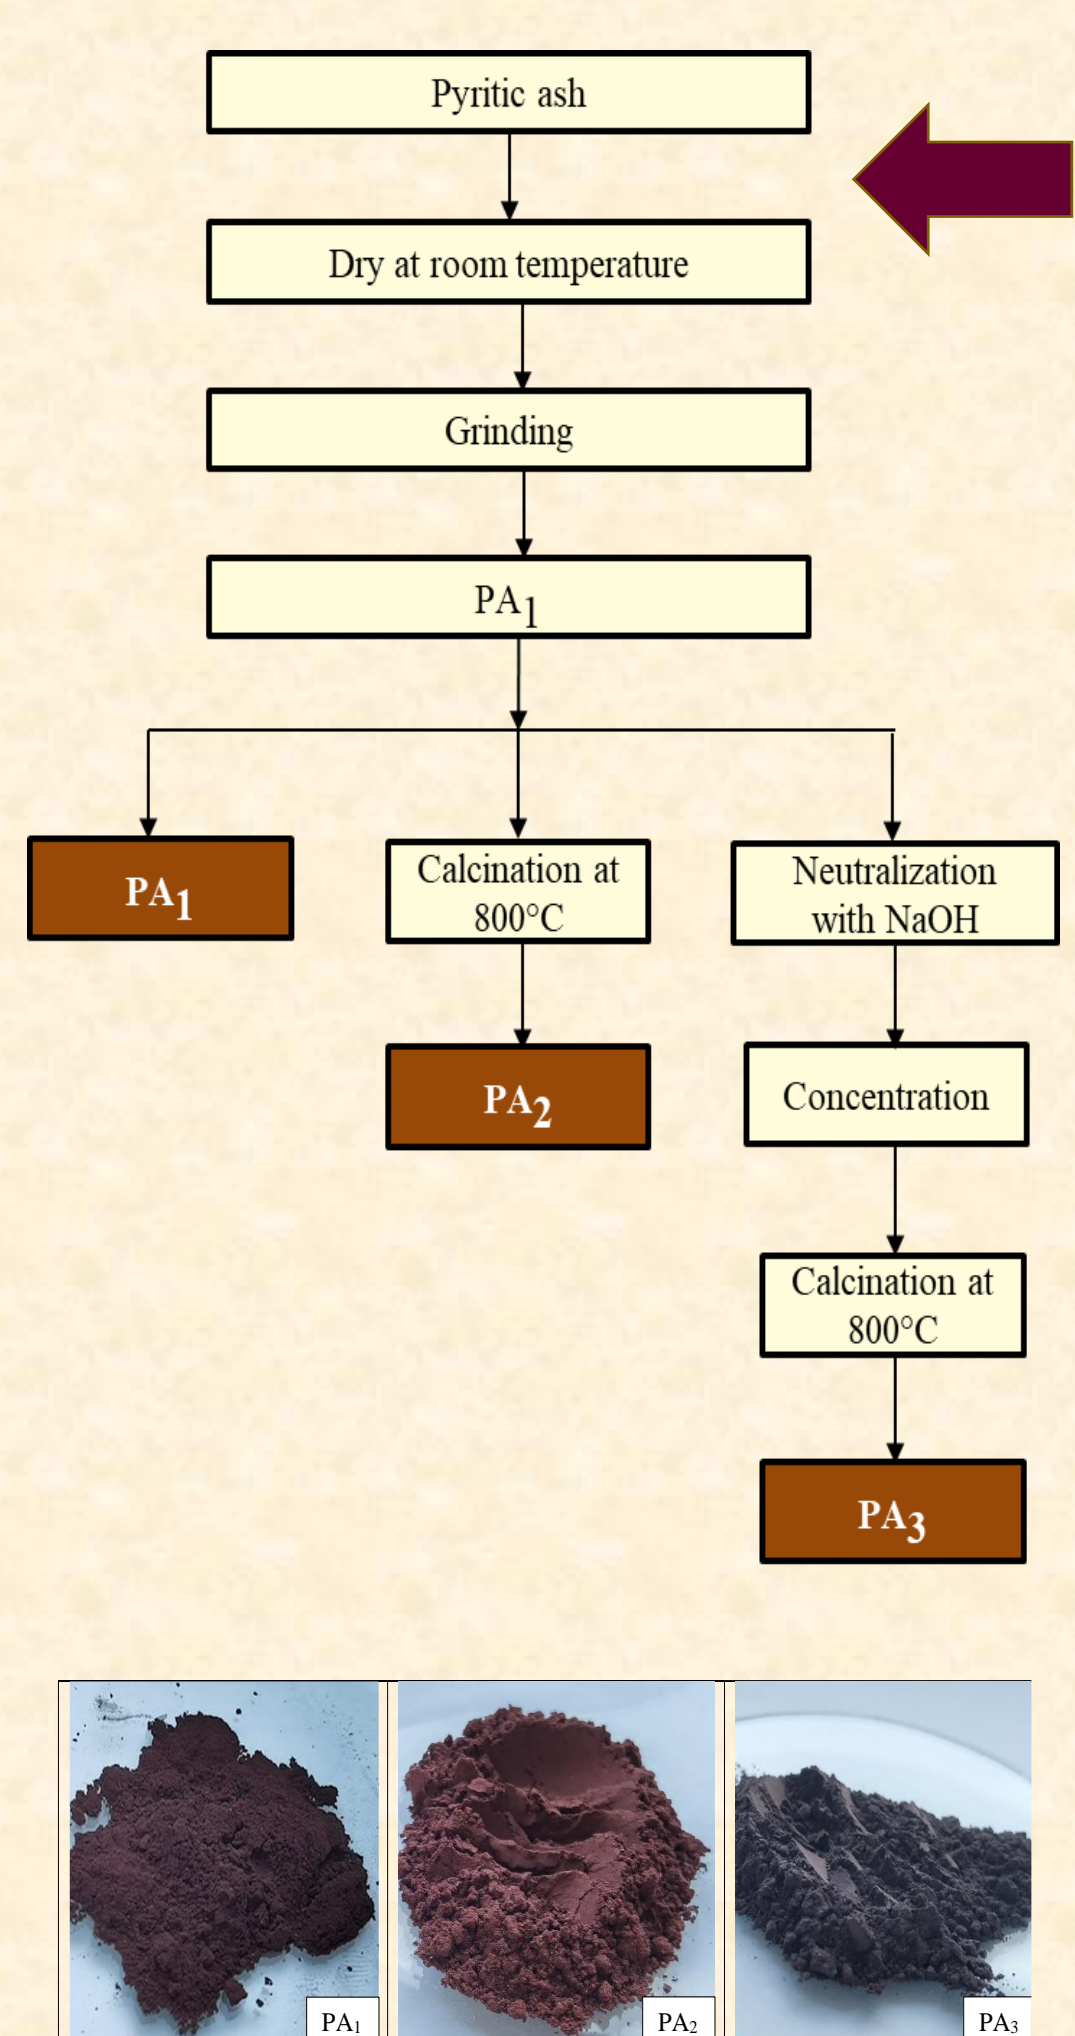 Pyritic ash
Dry at room temperature
Grinding
PA₁
PA₁
Calcination at
800°C
Neutralization
with NaOH
PA₂
Concentration
Calcination at
800°C
PA₃
PA₁
PA₂
PA₃